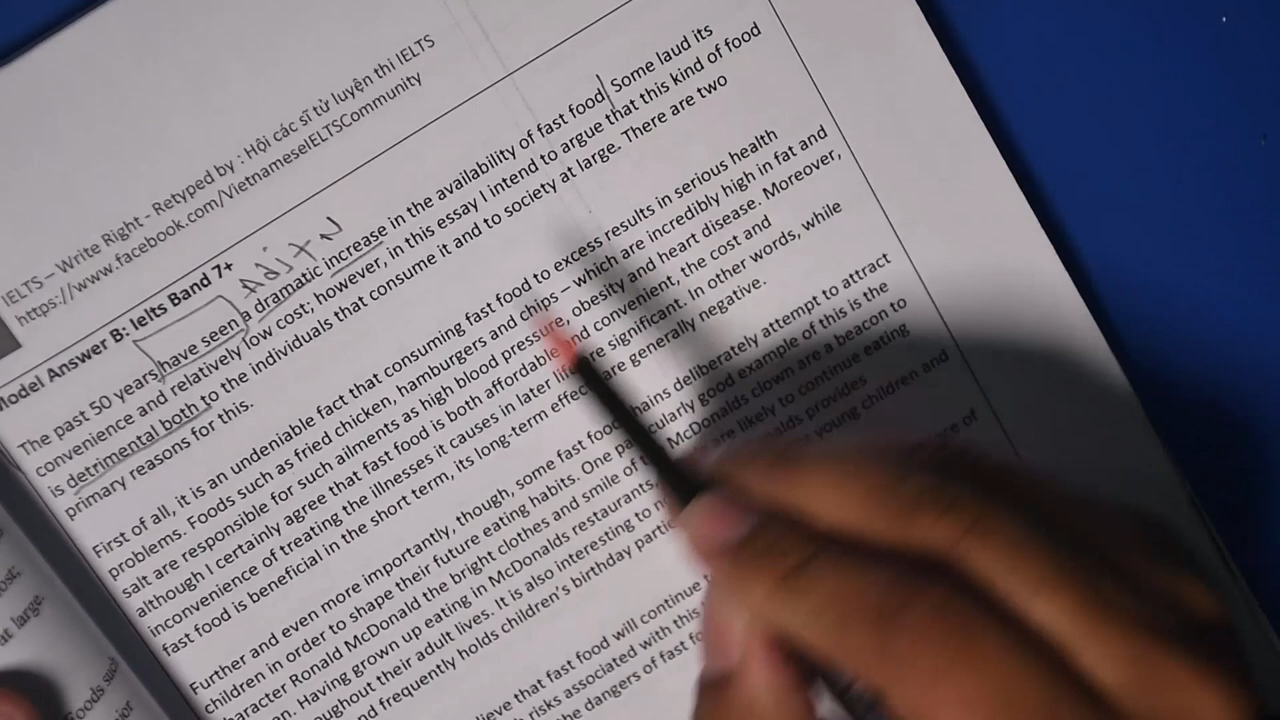 IELTS – Write Right - Retyped by : Hội các sĩ tử luyện thi IELTS
https://www.facebook.com/VietnameseIELTSCommunity
Model Answer B: Ielts Band 7+
Adj + N
The past 50 years have seen a dramatic increase in the availability of fast food. Some laud its
convenience and relatively low cost; however, in this essay I intend to argue that this kind of food
is detrimental both to the individuals that consume it and to society at large. There are two
primary reasons for this.
First of all, it is an undeniable fact that consuming fast food to excess results in serious health
problems. Foods such as fried chicken, hamburgers and chips – which are incredibly high in fat and
salt are responsible for such ailments as high blood pressure, obesity and heart disease. Moreover,
although I certainly agree that fast food is both affordable and convenient, the cost and
inconvenience of treating the illnesses it causes in later life are significant. In other words, while
fast food is beneficial in the short term, its long-term effects are generally negative.
Further and even more importantly, though, some fast food chains deliberately attempt to attract
children in order to shape their future eating habits. One particularly good example of this is the
character Ronald McDonald the bright clothes and smile of McDonalds clown are a beacon to
Having grown up eating in McDonalds restaurants, are likely to continue eating
their adult lives. It is also interesting to provides
frequently holds children's birthday young children and
of
that fast food will continue
risks associated with this
the dangers of fast
at large.
Foods such